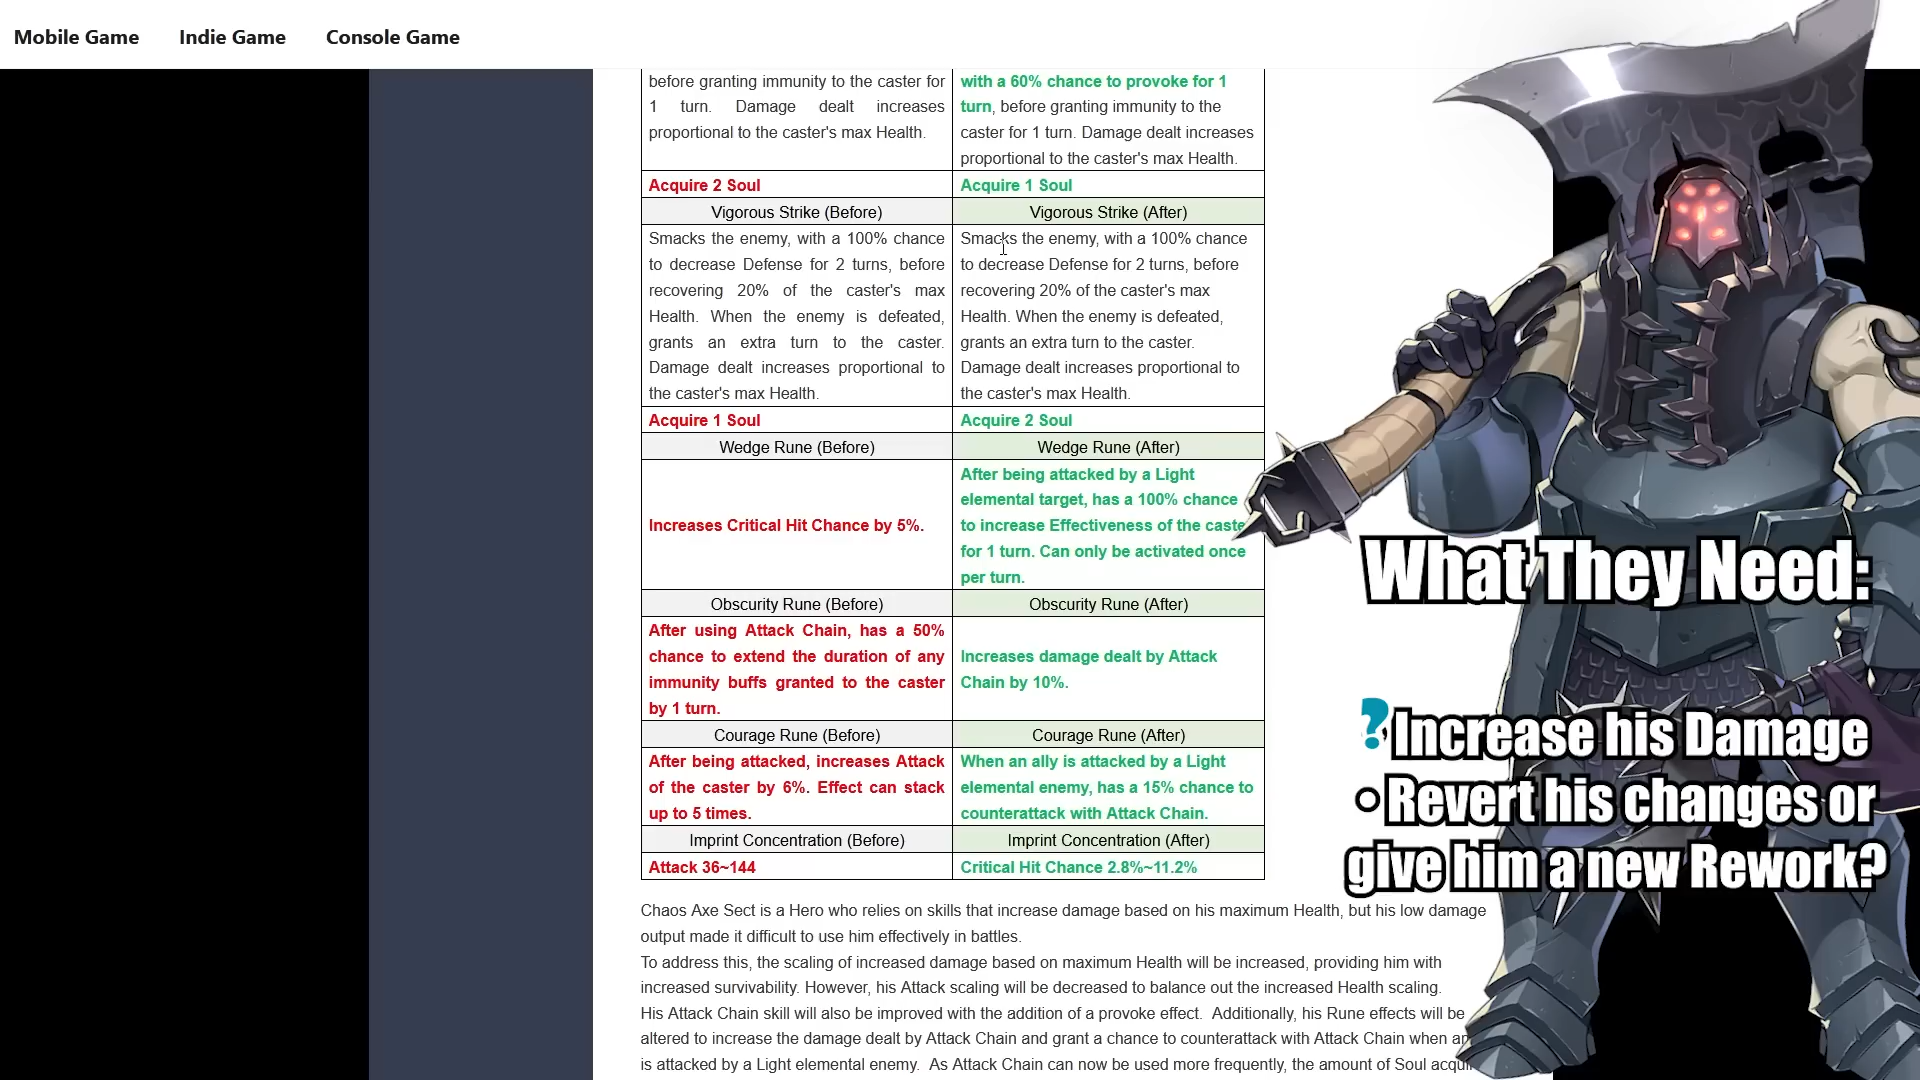 Mobile Game Indie Game Console Game
before granting immunity to the caster for
1 turn. Damage dealt increases
proportional to the caster's max Health.
with a 60% chance to provoke for 1
turn, before granting immunity to the
caster for 1 turn. Damage dealt increases
proportional to the caster's max Health.
Acquire 2 Soul
Acquire 1 Soul
Vigorous Strike (Before)
Vigorous Strike (After)
Smacks the enemy, with a 100% chance
to decrease Defense for 2 turns, before
recovering 20% of the caster's max
Health. When the enemy is defeated,
grants an extra turn to the caster.
Damage dealt increases proportional to
the caster's max Health.
Smacks the enemy, with a 100% chance
to decrease Defense for 2 turns, before
recovering 20% of the caster's max
Health. When the enemy is defeated,
grants an extra turn to the caster.
Damage dealt increases proportional to
the caster's max Health.
Acquire 1 Soul
Acquire 2 Soul
Wedge Rune (Before)
Wedge Rune (After)
Increases Critical Hit Chance by 5%.
After being attacked by a Light
elemental target, has a 100% chance
to increase Effectiveness of the caste
for 1 turn. Can only be activated once
per turn.
Obscurity Rune (Before)
Obscurity Rune (After)
After using Attack Chain, has a 50%
chance to extend the duration of any
immunity buffs granted to the caster
by 1 turn.
Increases damage dealt by Attack
Chain by 10%.
Courage Rune (Before)
Courage Rune (After)
After being attacked, increases Attack
of the caster by 6%. Effect can stack
up to 5 times.
When an ally is attacked by a Light
elemental enemy, has a 15% chance to
counterattack with Attack Chain.
Imprint Concentration (Before)
Imprint Concentration (After)
Attack 36~144
Critical Hit Chance 2.8%~11.2%
Chaos Axe Sect is a Hero who relies on skills that increase damage based on his maximum Health, but his low damage
output made it difficult to use him effectively in battles.
To address this, the scaling of increased damage based on maximum Health will be increased, providing him with
increased survivability. However, his Attack scaling will be decreased to balance out the increased Health scaling.
His Attack Chain skill will also be improved with the addition of a provoke effect. Additionally, his Rune effects will be
altered to increase the damage dealt by Attack Chain and grant a chance to counterattack with Attack Chain when an
is attacked by a Light elemental enemy. As Attack Chain can now be used more frequently, the amount of Soul acqui
What They Need:
? Increase his Damage
• Revert his changes or
give him a new Rework?